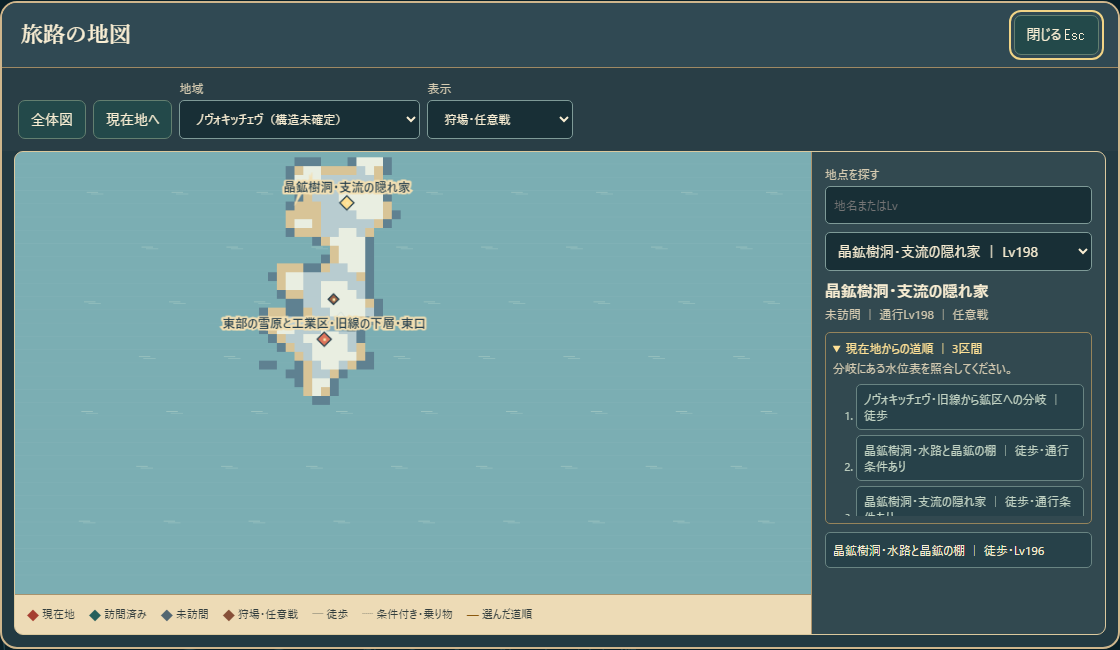 旅路の地図
閉じる Esc
地域
表示
全体図
現在地へ
ノヴォキッチェヴ（構造未確定）
狩場・任意戦
晶鉱樹洞・支流の隠れ家
東部の雪原と工業区・旧線の下層・東口
地点を探す
地名またはLv
晶鉱樹洞・支流の隠れ家 ｜ Lv198
晶鉱樹洞・支流の隠れ家
未訪問 ｜ 通行Lv198 ｜ 任意戦
▼ 現在地からの道順 ｜ 3区間
分岐にある水位表を照合してください。
1. ノヴォキッチェヴ・旧線から鉱区への分岐 ｜
徒歩
2. 晶鉱樹洞・水路と晶鉱の棚 ｜ 徒歩・通行
条件あり
晶鉱樹洞・支流の隠れ家 ｜ 徒歩・通行条
件あり
晶鉱樹洞・水路と晶鉱の棚 ｜ 徒歩・Lv196
現在地 訪問済み 未訪問 狩場・任意戦 徒歩 条件付き・乗り物 選んだ道順